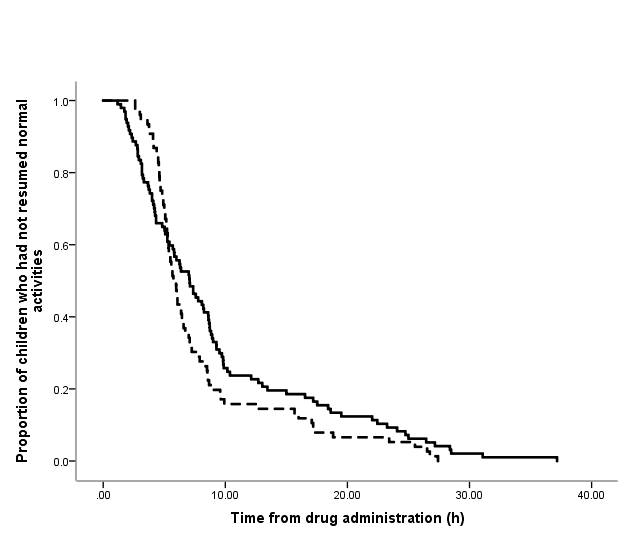 Proportion of children who had not resumed normal
activities
1.0
0.8
0.6
0.4
0.2
0.0
.00 10.00 20.00 30.00 40.00
Time from drug administration (h)